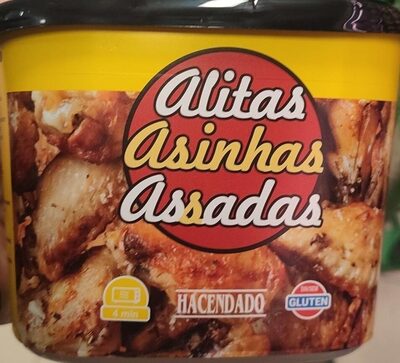 Alitas
Asinhas
Assadas
4 min
HACENDADO
GLUTEN